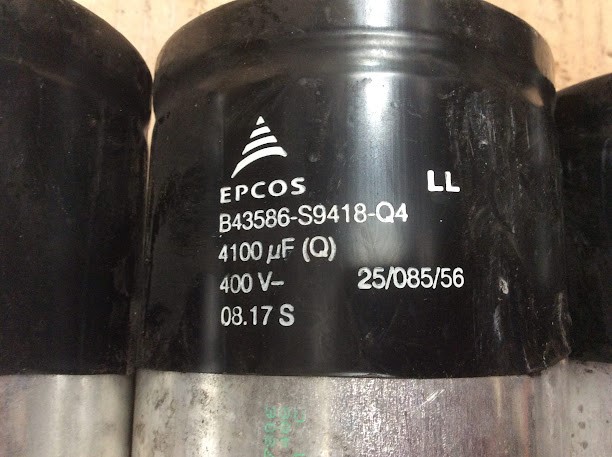 EPCOS LL
B43586-S9418-Q4
4100 µF (Q)
400 V– 25/085/56
08.17 S